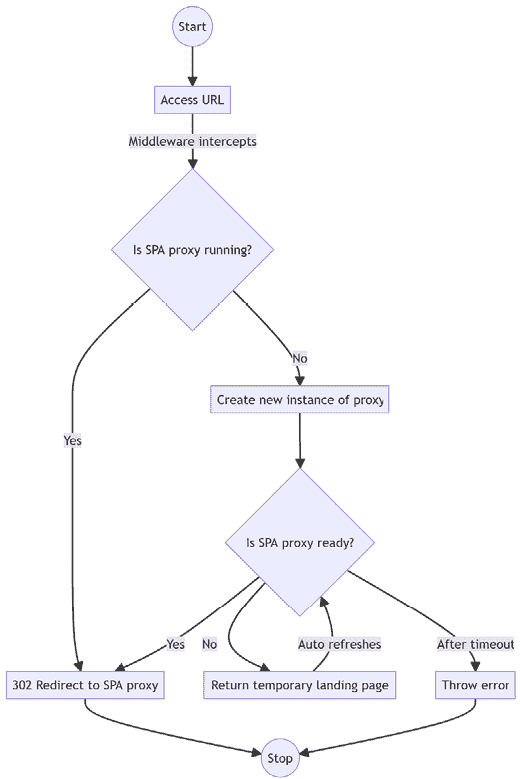 Start
Access URL
Middleware intercepts
Is SPA proxy running?
No
Create new instance of proxy
Yes
Is SPA proxy ready?
Yes
No
Auto refreshes
After timeout
302 Redirect to SPA proxy
Return temporary landing page
Throw error
Stop